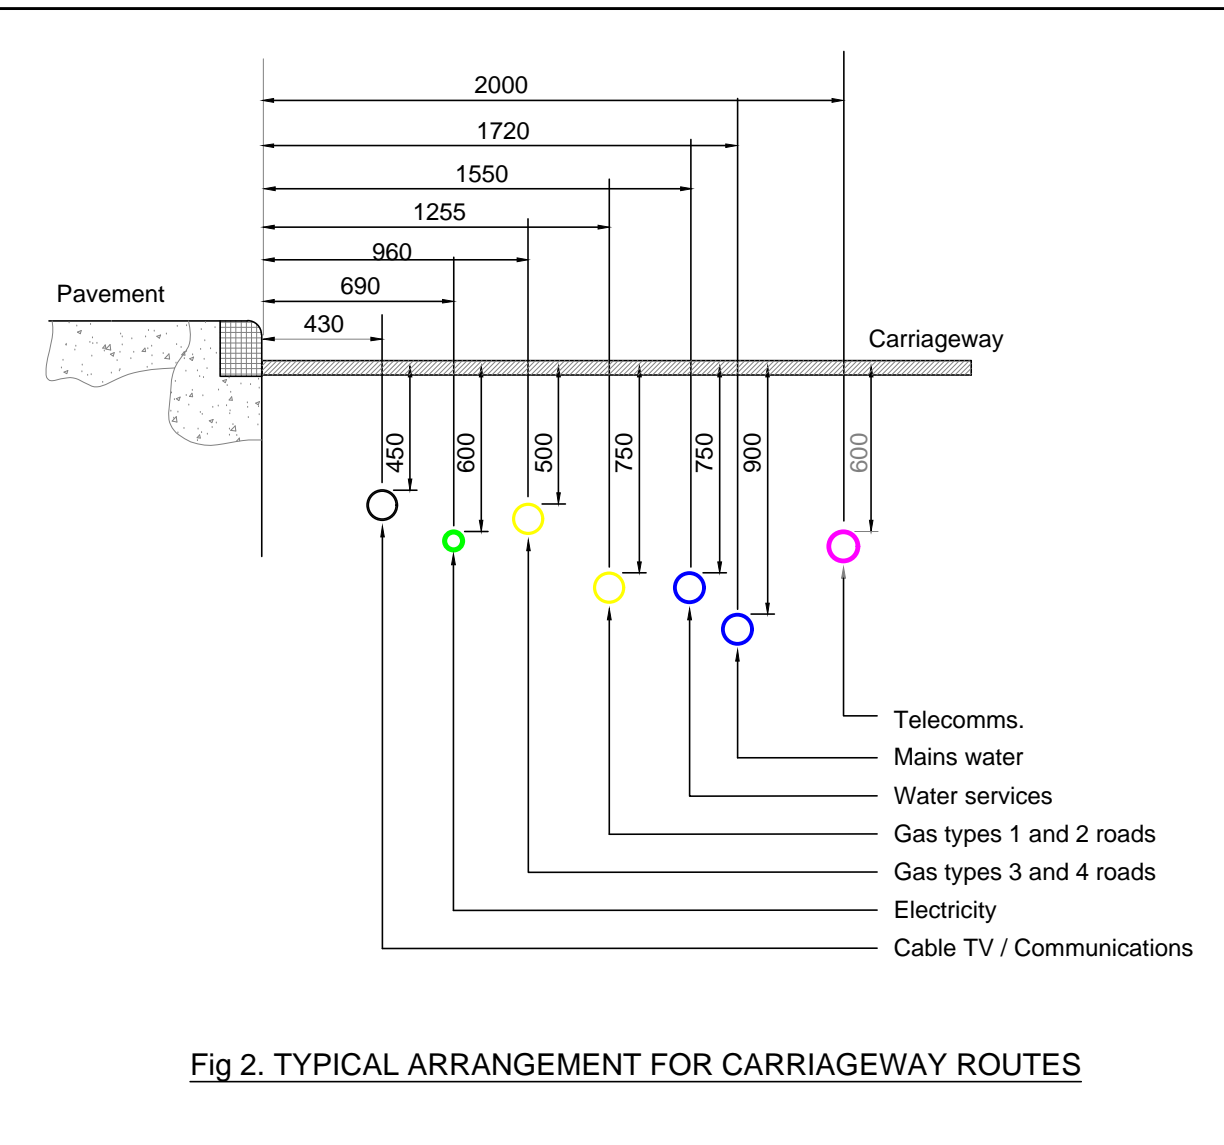 2000
1720
1550
1255
960
690
Pavement
430
Carriageway
450
600
500
750
750
900
600
Telecomms.
Mains water
Water services
Gas types 1 and 2 roads
Gas types 3 and 4 roads
Electricity
Cable TV / Communications
Fig 2. TYPICAL ARRANGEMENT FOR CARRIAGEWAY ROUTES